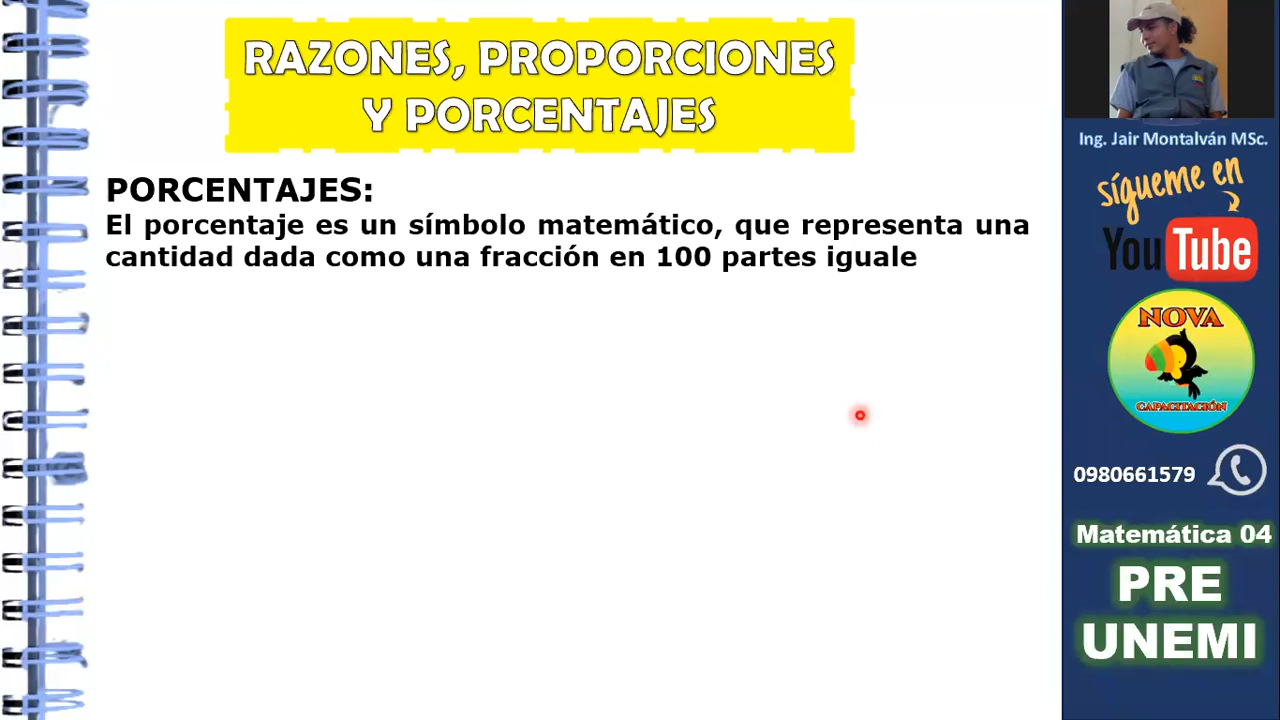 RAZONES, PROPORCIONES
Y PORCENTAJES
PORCENTAJES:
El porcentaje es un símbolo matemático, que representa una
cantidad dada como una fracción en 100 partes iguale
Ing. Jair Montalván MSc.
sígueme en
YouTube
NOVA
CAPACITACIÓN
0980661579
Matemática 04
PRE
UNEMI